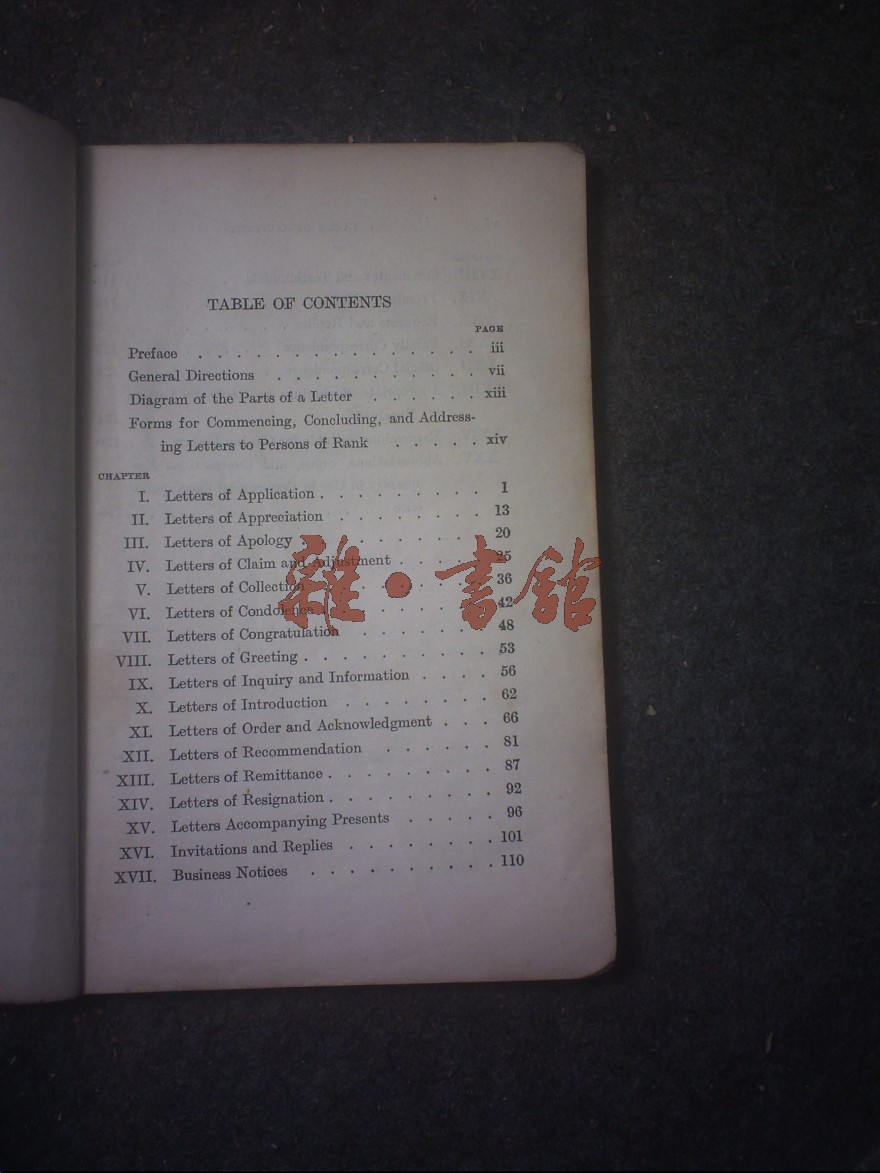 TABLE OF CONTENTS
PAGE
Preface . . . . . . . . . . . . . . . iii
General Directions . . . . . . . . . . . . vii
Diagram of the Parts of a Letter . . . . . . xiii
Forms for Commencing, Concluding, and Address-
ing Letters to Persons of Rank . . . . . xiv
CHAPTER
I. Letters of Application . . . . . . . . . 1
II. Letters of Appreciation . . . . . . . . 13
III. Letters of Apology . . . . . . . . . 20
IV. Letters of Claim and Adjustment . . . . . 25
V. Letters of Collection . . . . . . . . 36
VI. Letters of Condolence . . . . . . . . 42
VII. Letters of Congratulation . . . . . . . 48
VIII. Letters of Greeting . . . . . . . . . . 53
IX. Letters of Inquiry and Information . . . . 56
X. Letters of Introduction . . . . . . . . 62
XI. Letters of Order and Acknowledgment . . . 66
XII. Letters of Recommendation . . . . . . 81
XIII. Letters of Remittance . . . . . . . . . 87
XIV. Letters of Resignation . . . . . . . . . 92
XV. Letters Accompanying Presents . . . . . 96
XVI. Invitations and Replies . . . . . . . . 101
XVII. Business Notices . . . . . . . . . . 110
雜·書館